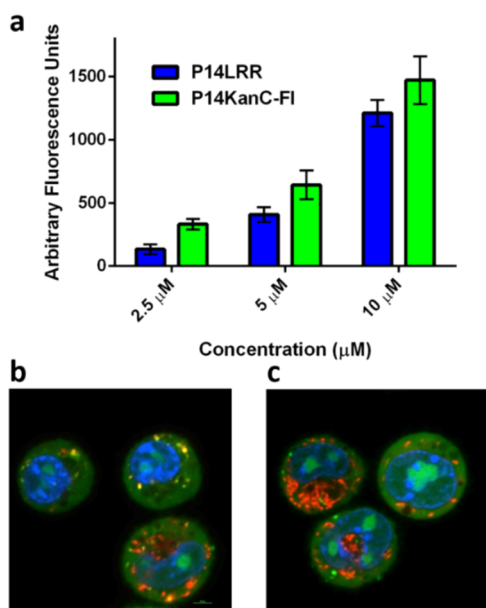 a
Arbitrary Fluorescence Units
1500
1000
500
0
P14LRR
P14KanC-Fl
2.5 μM
5 μM
10 μM
Concentration (μM)
b
c